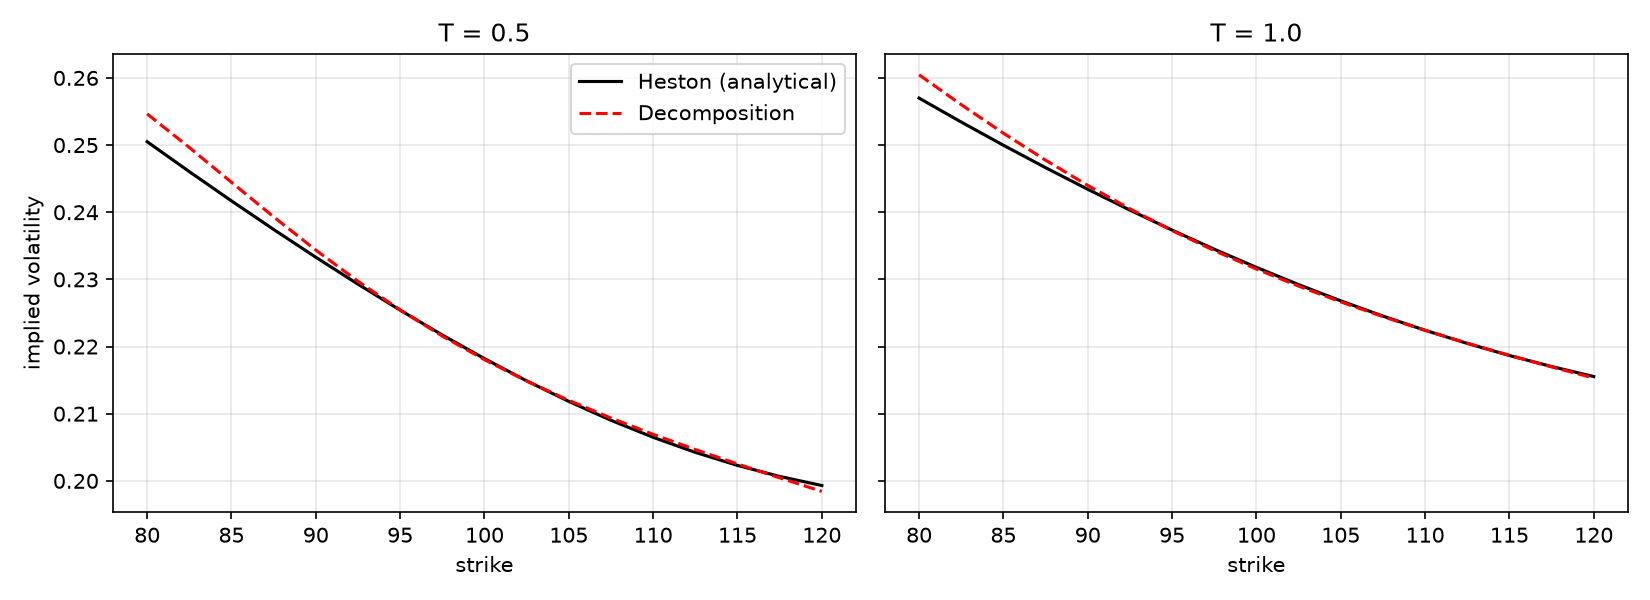 T = 0.5
T = 1.0
Heston (analytical)
Decomposition
implied volatility
0.26
0.25
0.24
0.23
0.22
0.21
0.20
80 85 90 95 100 105 110 115 120
80 85 90 95 100 105 110 115 120
strike
strike